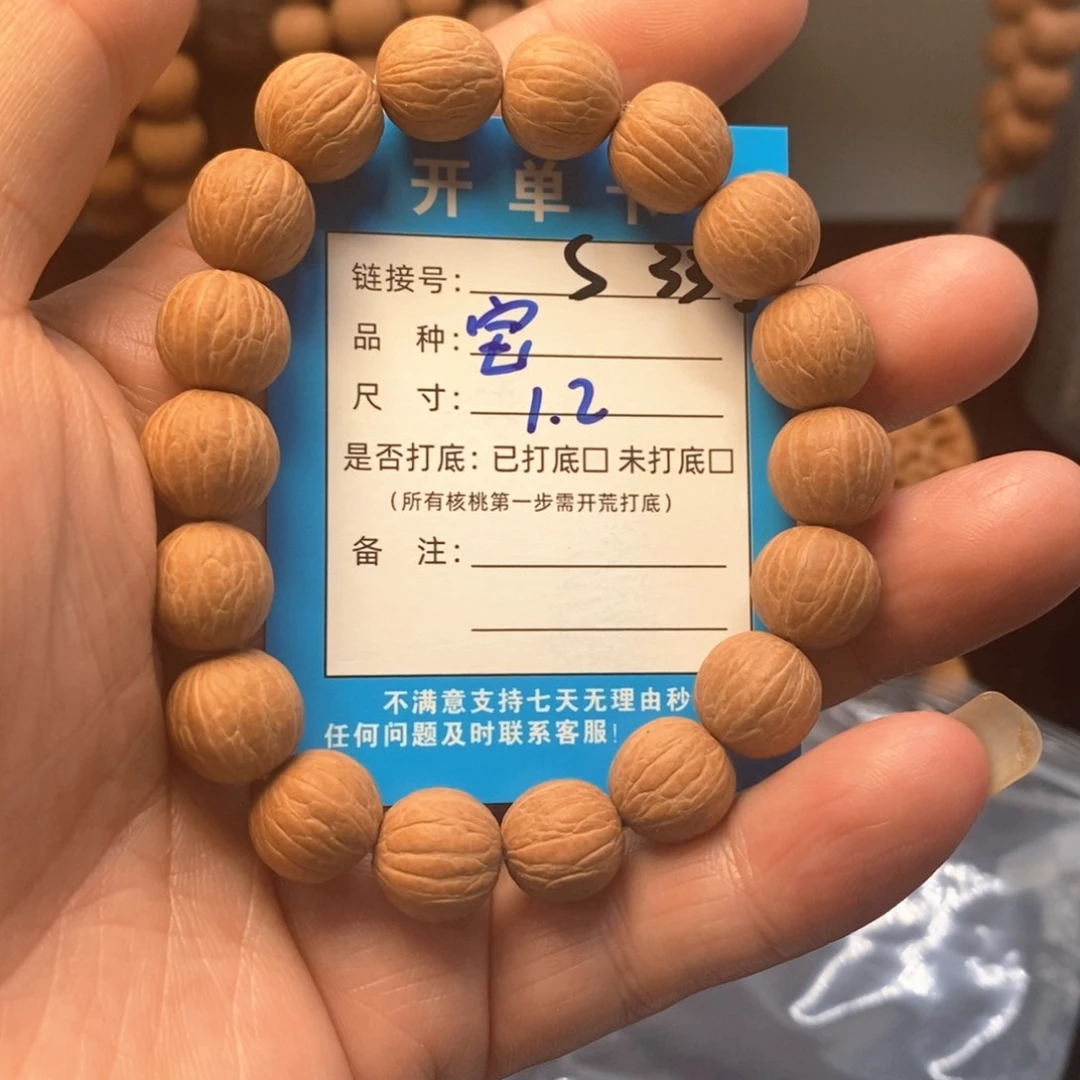 开单卡
链接号： S 33
品 种：宝
尺 寸： 1.2
是否打底：已打底□ 未打底□
（所有核桃第一步需开荒打底）
备 注：
不满意支持七天无理由秒
任何问题及时联系客服！